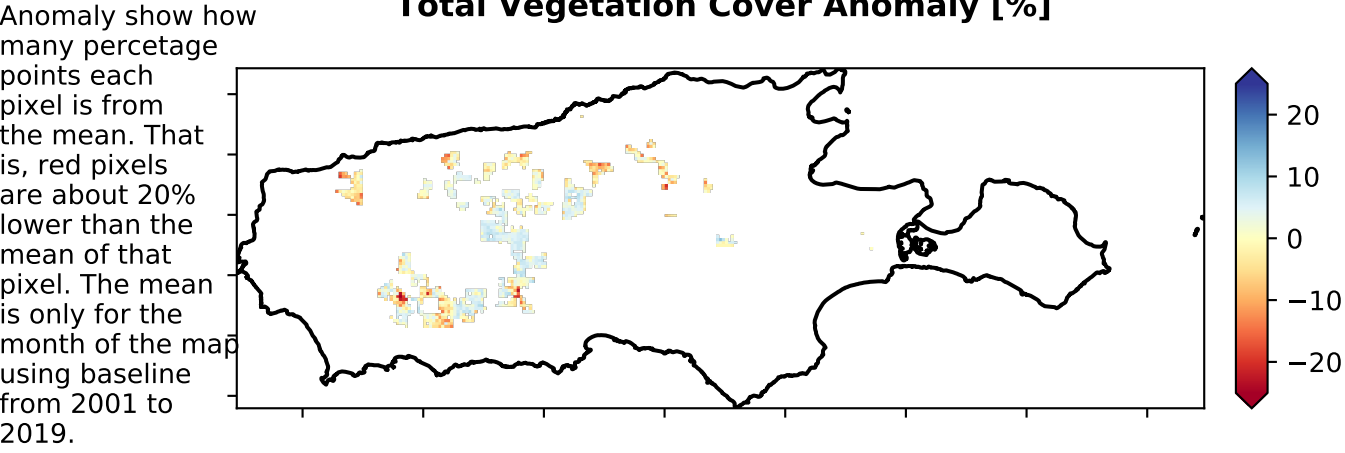 Total Vegetation Cover Anomaly [%]
Anomaly show how
many percetage
points each
pixel is from
the mean. That
is, red pixels
are about 20%
lower than the
mean of that
pixel. The mean
is only for the
month of the map
using baseline
from 2001 to
2019.
20
10
0
−10
−20